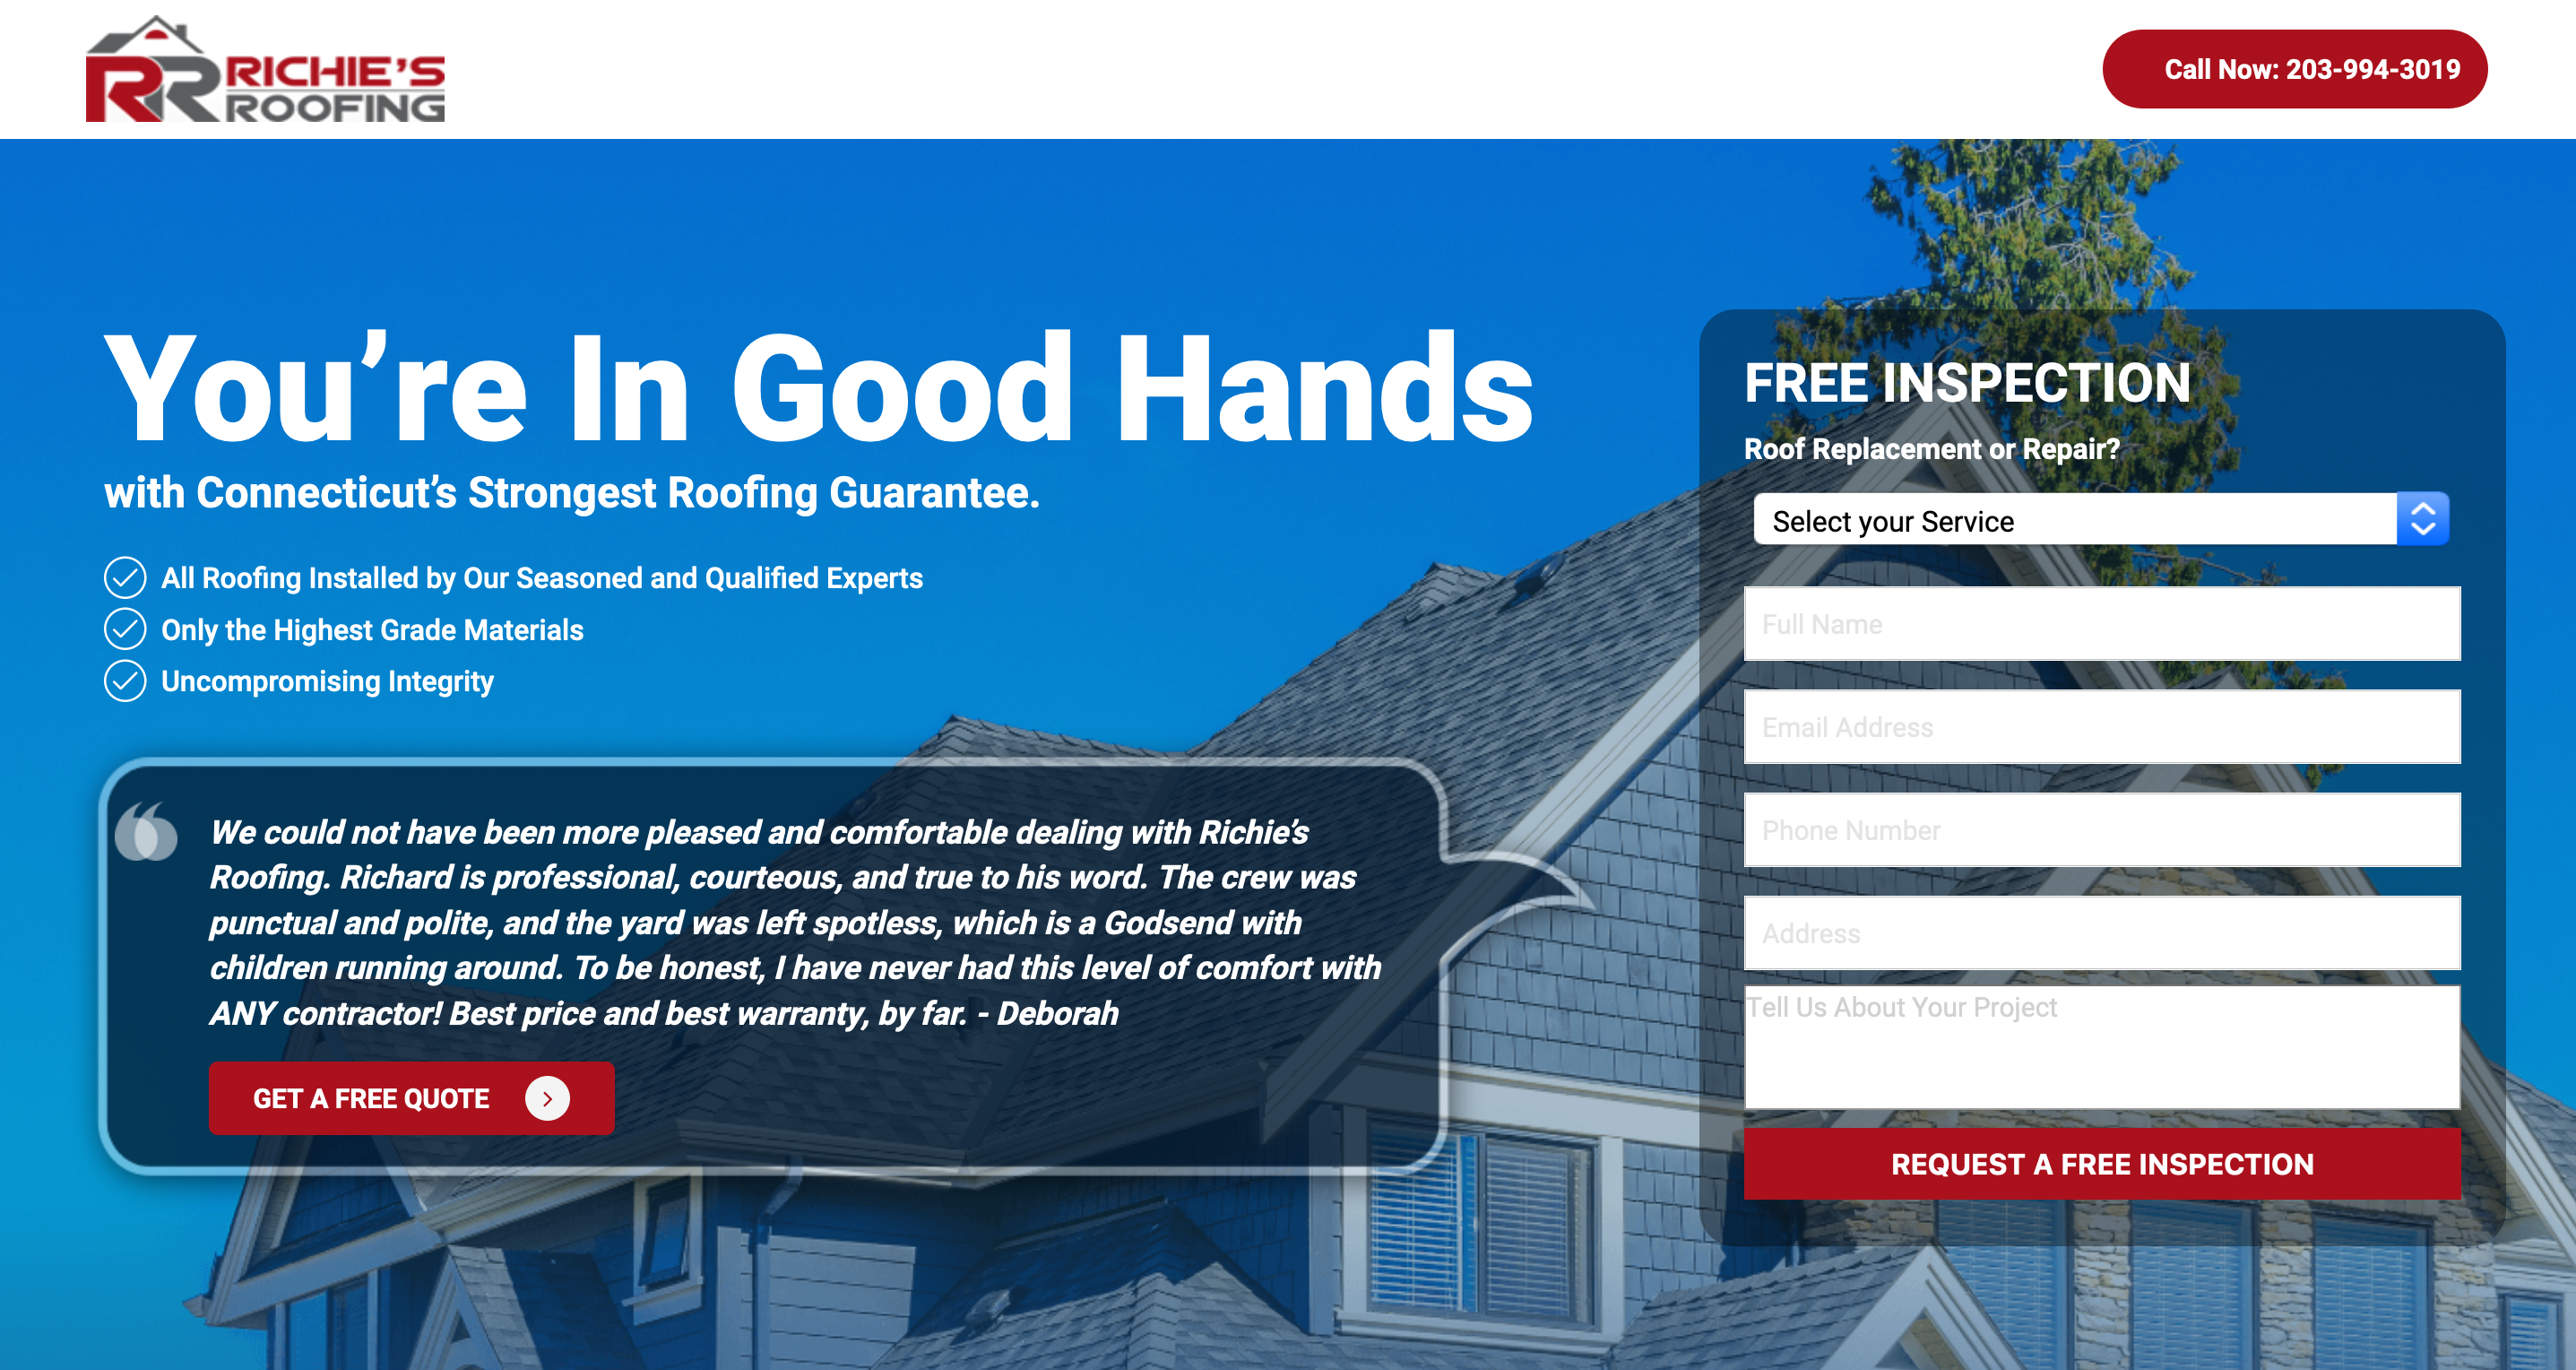 RICHIE'S
ROOFING
Call Now: 203-994-3019
You’re In Good Hands
with Connecticut’s Strongest Roofing Guarantee.
All Roofing Installed by Our Seasoned and Qualified Experts
Only the Highest Grade Materials
Uncompromising Integrity
We could not have been more pleased and comfortable dealing with Richie’s
Roofing. Richard is professional, courteous, and true to his word. The crew was
punctual and polite, and the yard was left spotless, which is a Godsend with
children running around. To be honest, I have never had this level of comfort with
ANY contractor! Best price and best warranty, by far. - Deborah
GET A FREE QUOTE
FREE INSPECTION
Roof Replacement or Repair?
Select your Service
Full Name
Email Address
Phone Number
Address
Tell Us About Your Project
REQUEST A FREE INSPECTION